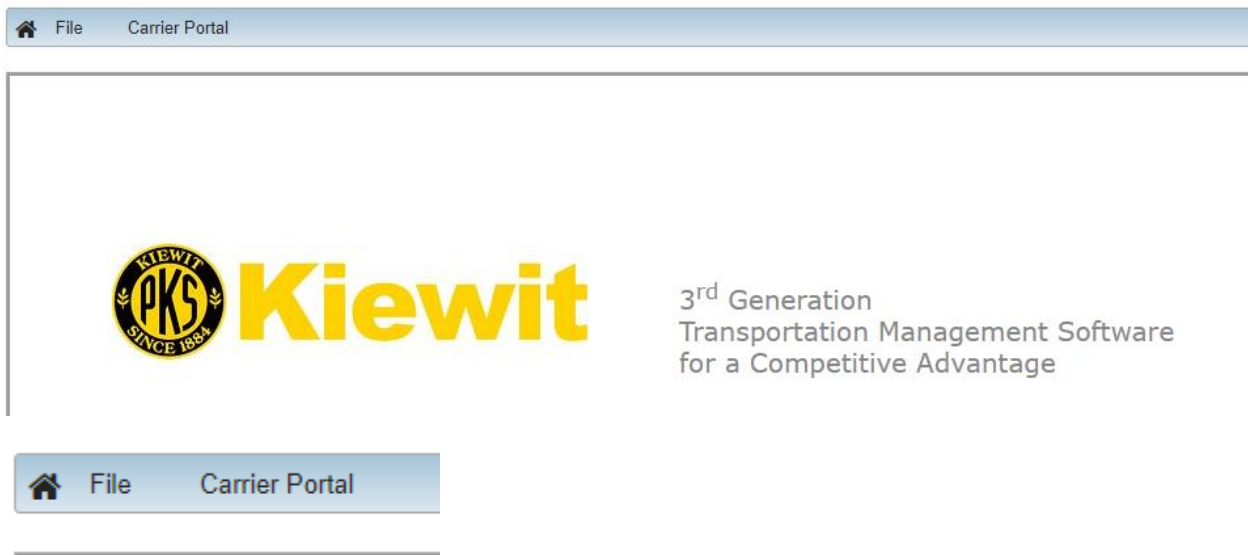 File Carrier Portal
KIEWIT
PKS
SINCE 1884
Kiewit
3rd Generation
Transportation Management Software
for a Competitive Advantage
File Carrier Portal